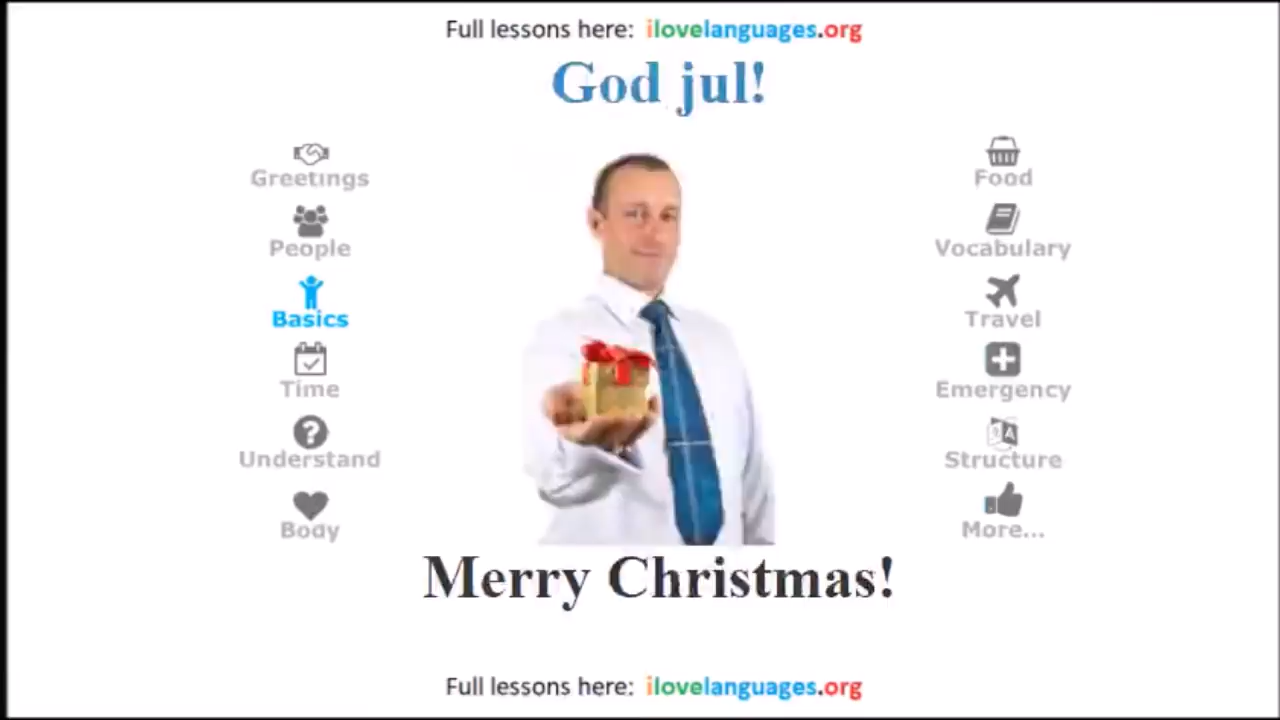 Full lessons here: ilovelanguages.org
God jul!
Greetings
Food
People
Vocabulary
Basics
Travel
Time
Emergency
Understand
Structure
Body
More...
Merry Christmas!
Full lessons here: ilovelanguages.org